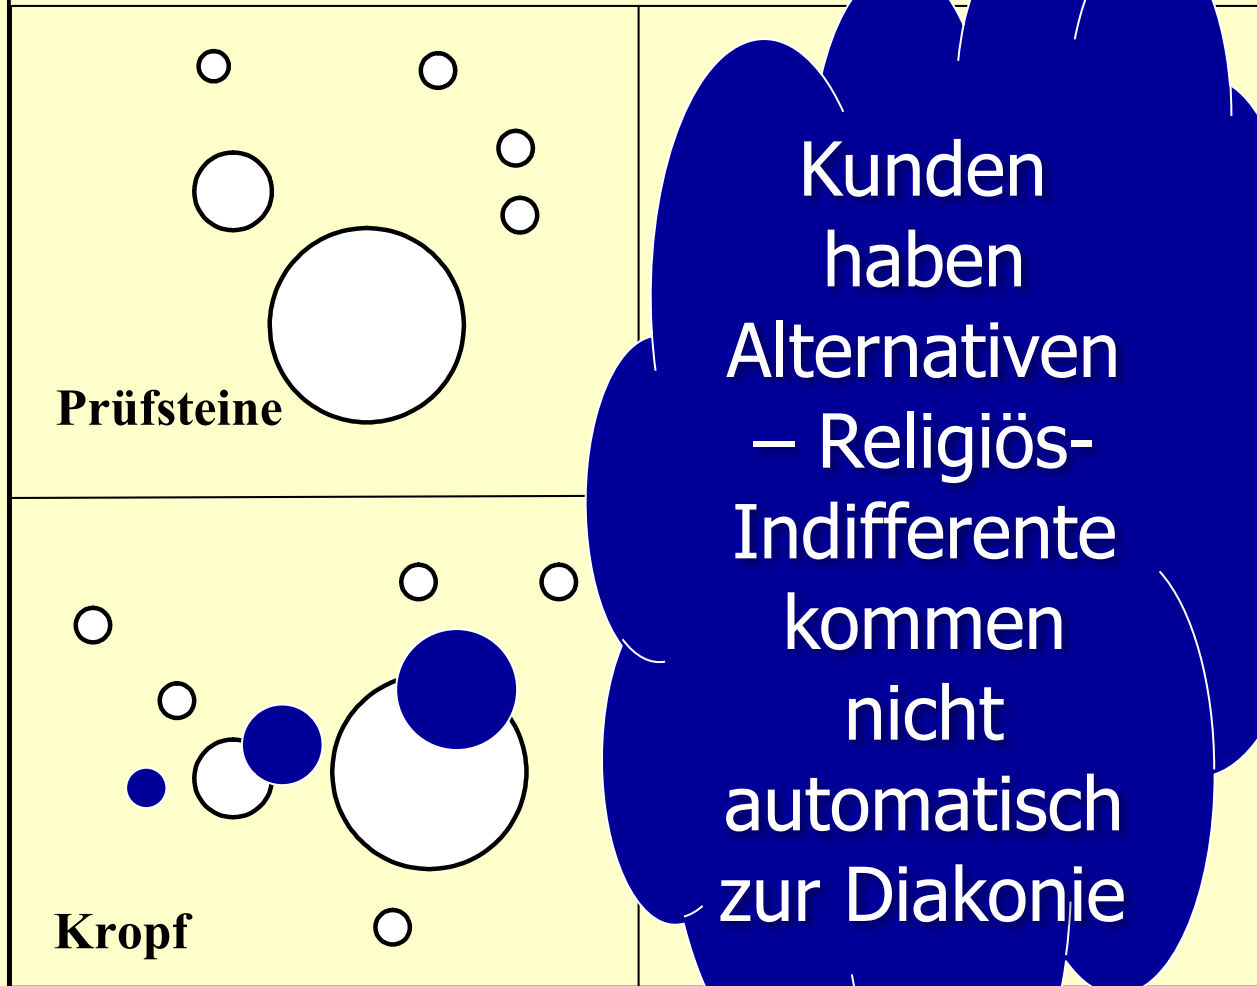 Prüfsteine
Kropf
Kunden
haben
Alternativen
– Religiös-
Indifferente
kommen
nicht
automatisch
zur Diakonie